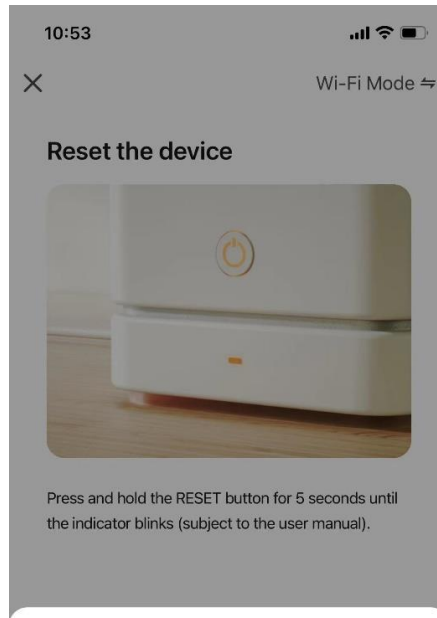 10:53
Wi-Fi Mode ⇋
Reset the device
Press and hold the RESET button for 5 seconds until
the indicator blinks (subject to the user manual).